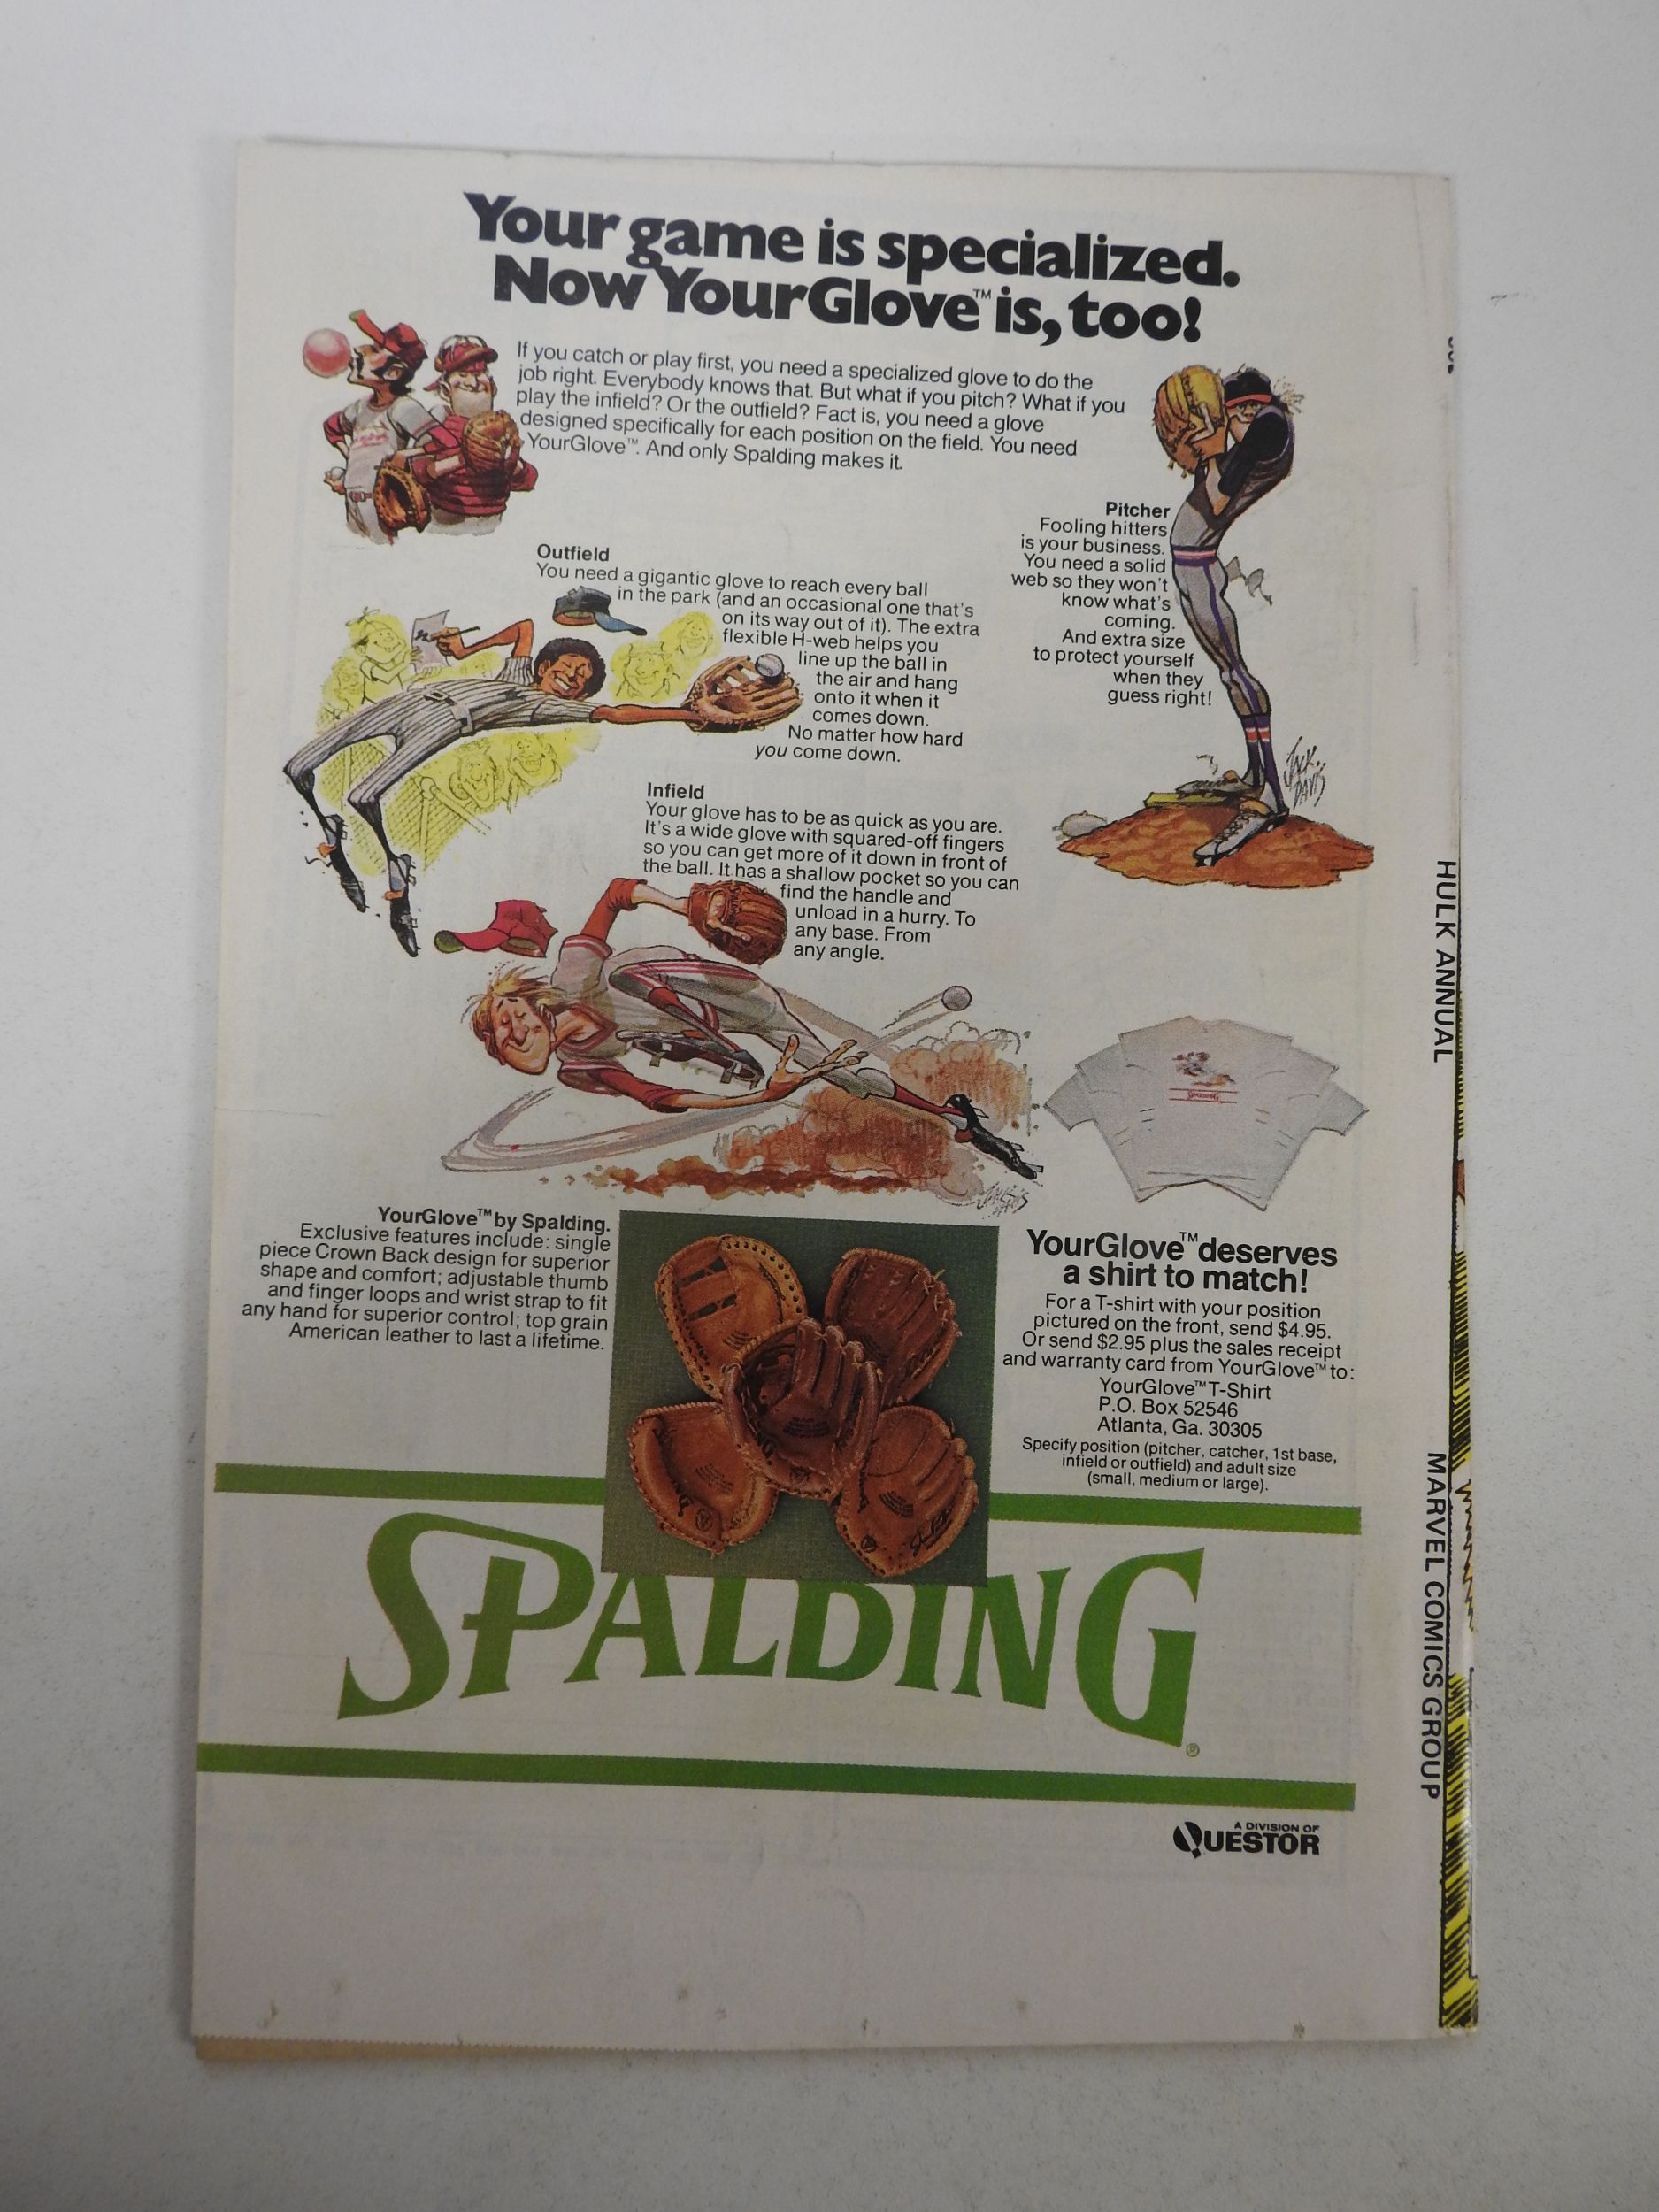 Your game is specialized.
Now YourGlove™ is, too!
If you catch or play first, you need a specialized glove to do the
job right. Everybody knows that. But what if you pitch? What if you
play the infield? Or the outfield? Fact is, you need a glove
designed specifically for each position on the field. You need
YourGlove™. And only Spalding makes it.
Pitcher
Fooling hitters
is your business.
You need a solid
web so they won't
know what's
coming.
And extra size
to protect yourself
when they
guess right!
JACK DAVIS
Outfield
You need a gigantic glove to reach every ball
in the park (and an occasional one that's
on its way out of it). The extra
flexible H-web helps you
line up the ball in
the air and hang
onto it when it
comes down.
No matter how hard
you come down.
Infield
Your glove has to be as quick as you are.
It's a wide glove with squared-off fingers
so you can get more of it down in front of
the ball. It has a shallow pocket so you can
find the handle and
unload in a hurry. To
any base. From
any angle.
SPALDING
YourGlove™ by Spalding.
Exclusive features include: single
piece Crown Back design for superior
shape and comfort; adjustable thumb
and finger loops and wrist strap to fit
any hand for superior control; top grain
American leather to last a lifetime.
YourGlove™ deserves
a shirt to match!
For a T-shirt with your position
pictured on the front, send $4.95.
Or send $2.95 plus the sales receipt
and warranty card from YourGlove™ to:
YourGlove™ T-Shirt
P.O. Box 52546
Atlanta, Ga. 30305
Specify position (pitcher, catcher, 1st base,
infield or outfield) and adult size
(small, medium or large).
SPALDING®
A DIVISION OF
QUESTOR
HULK ANNUAL
MARVEL COMICS GROUP